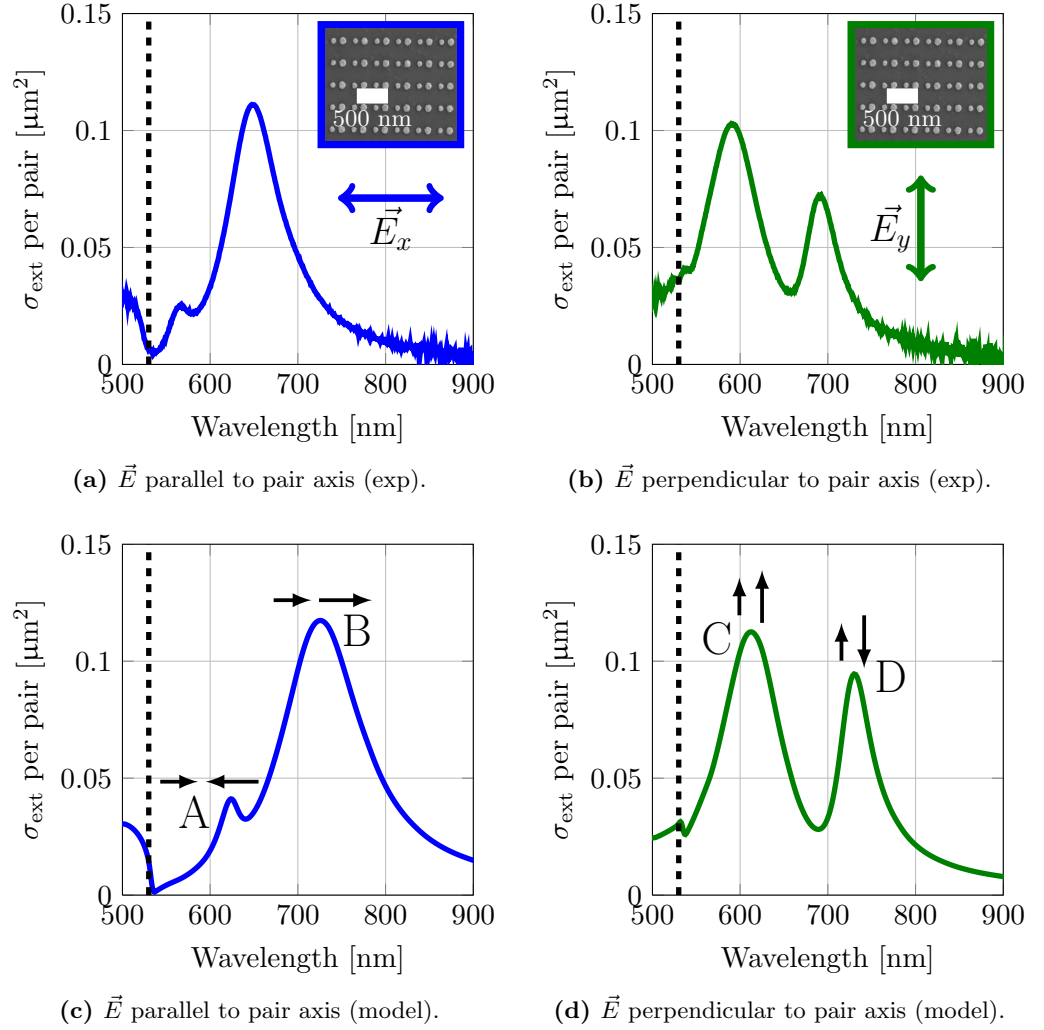 0.15
0.1
0.05
0
500 600 700 800 900
Wavelength [nm]
σext per pair [µm²]
500 nm
E⃗x
(a) E⃗ parallel to pair axis (exp).
0.15
0.1
0.05
0
500 600 700 800 900
Wavelength [nm]
σext per pair [µm²]
500 nm
E⃗y
(b) E⃗ perpendicular to pair axis (exp).
0.15
0.1
0.05
0
500 600 700 800 900
Wavelength [nm]
σext per pair [µm²]
A
B
(c) E⃗ parallel to pair axis (model).
0.15
0.1
0.05
0
500 600 700 800 900
Wavelength [nm]
σext per pair [µm²]
C
D
(d) E⃗ perpendicular to pair axis (model).